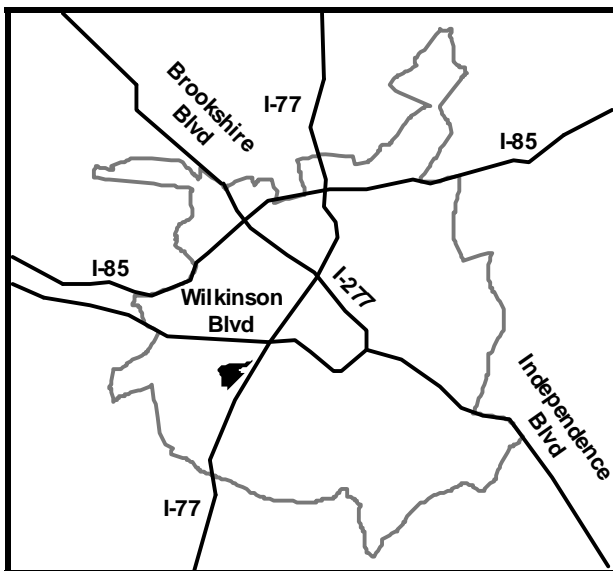 Brookshire
Blvd
I-77
I-85
I-85
Wilkinson
Blvd
I-277
Independence
Blvd
I-77